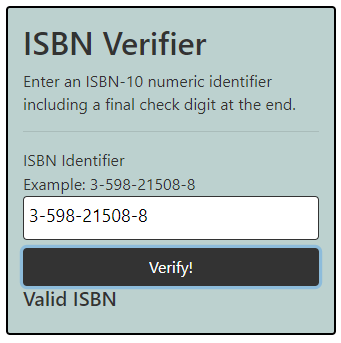 ISBN Verifier
Enter an ISBN-10 numeric identifier
including a final check digit at the end.
ISBN Identifier
Example: 3-598-21508-8
3-598-21508-8
Verify!
Valid ISBN